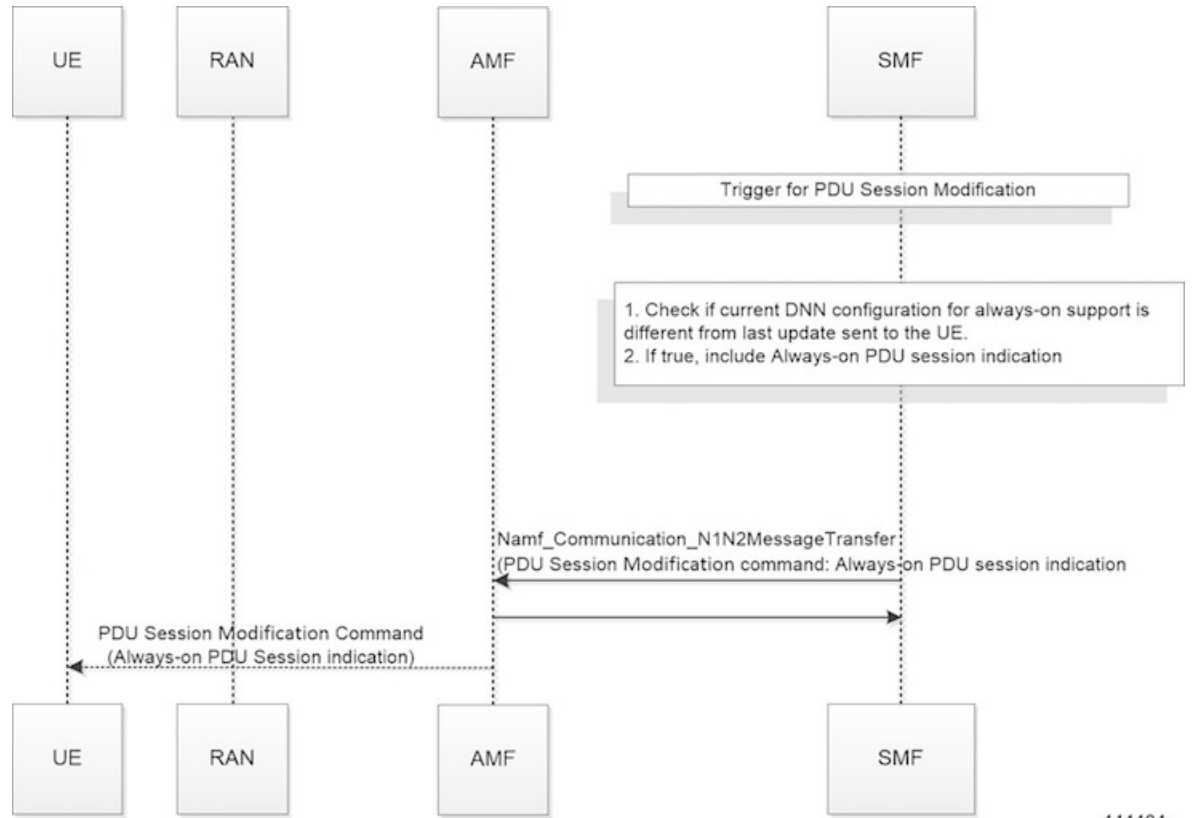 UE
RAN
AMF
SMF
Trigger for PDU Session Modification
1. Check if current DNN configuration for always-on support is
different from last update sent to the UE.
2. If true, include Always-on PDU session indication
Namf_Communication_N1N2MessageTransfer
(PDU Session Modification command: Always-on PDU session indication
PDU Session Modification Command
(Always-on PDU Session indication)
UE
RAN
AMF
SMF